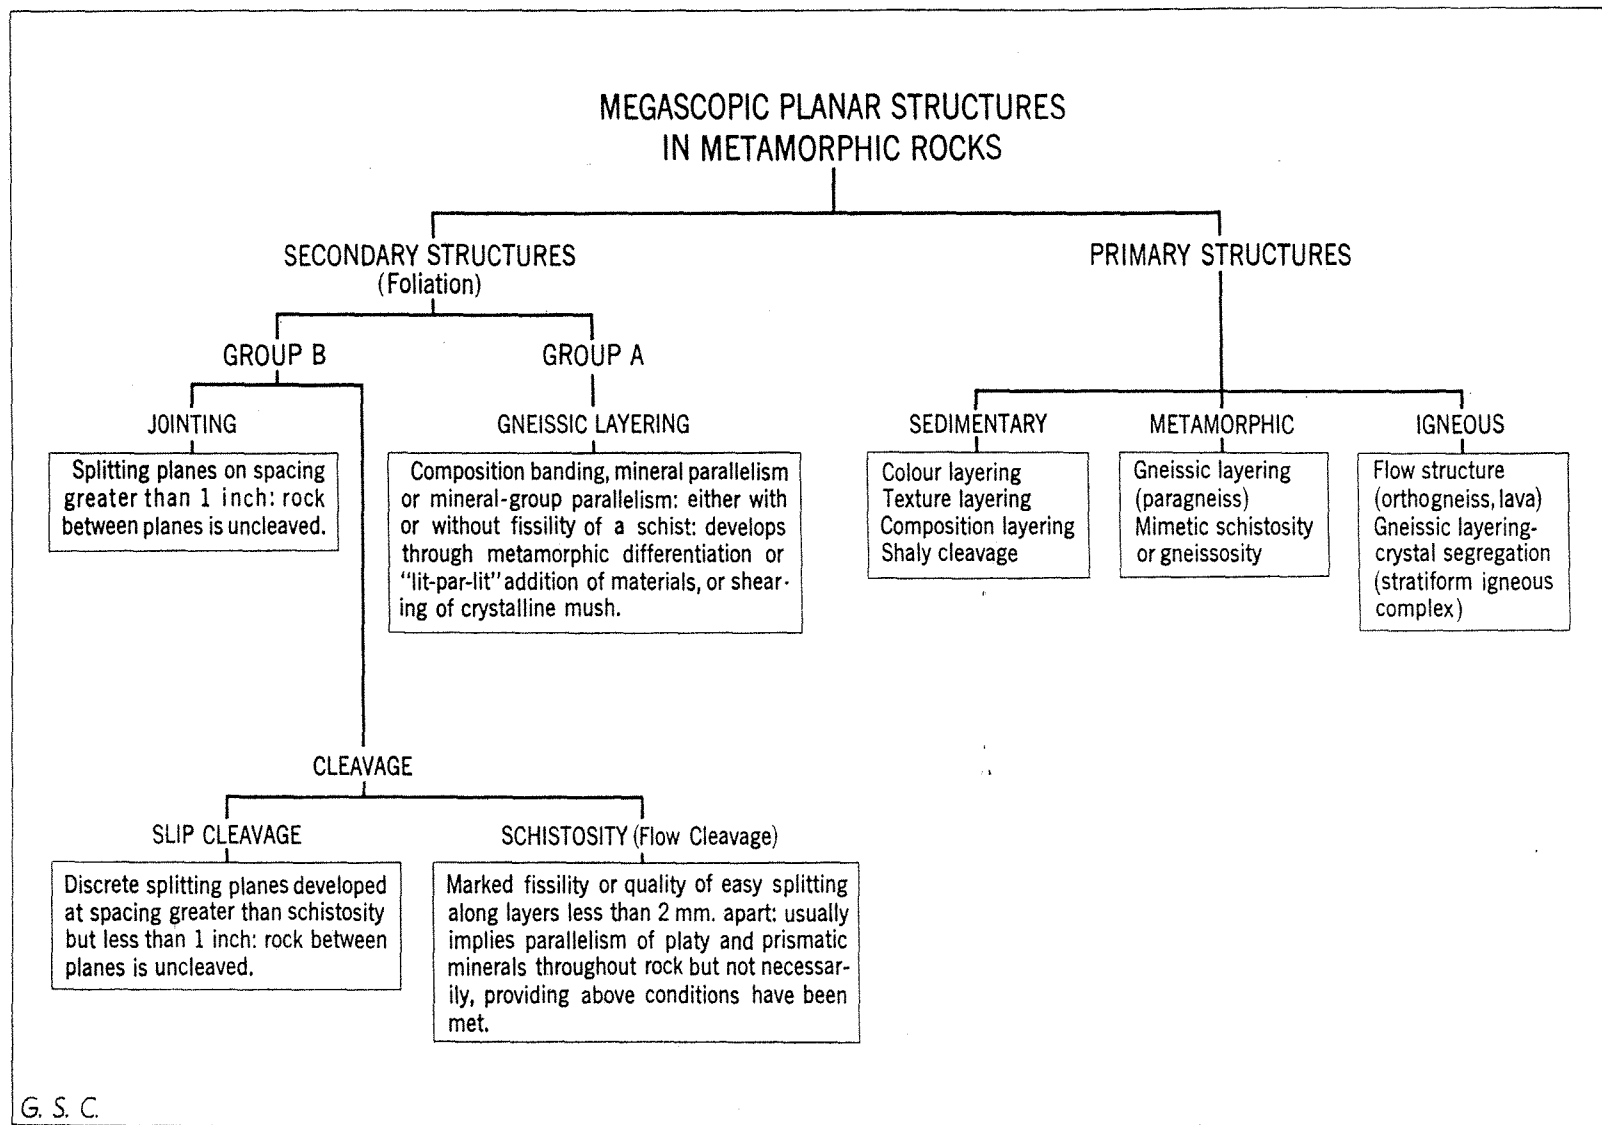 MEGASCOPIC PLANAR STRUCTURES
IN METAMORPHIC ROCKS
SECONDARY STRUCTURES
(Foliation)
PRIMARY STRUCTURES
GROUP B
GROUP A
JOINTING
Splitting planes on spacing
greater than 1 inch: rock
between planes is uncleaved.
GNEISSIC LAYERING
Composition banding, mineral parallelism
or mineral-group parallelism: either with
or without fissility of a schist: develops
through metamorphic differentiation or
"lit-par-lit" addition of materials, or shear-
ing of crystalline mush.
SEDIMENTARY
Colour layering
Texture layering
Composition layering
Shaly cleavage
METAMORPHIC
Gneissic layering
(paragneiss)
Mimetic schistosity
or gneissosity
IGNEOUS
Flow structure
(orthogneiss, lava)
Gneissic layering-
crystal segregation
(stratiform igneous
complex)
CLEAVAGE
SLIP CLEAVAGE
Discrete splitting planes developed
at spacing greater than schistosity
but less than 1 inch: rock between
planes is uncleaved.
SCHISTOSITY (Flow Cleavage)
Marked fissility or quality of easy splitting
along layers less than 2 mm. apart: usually
implies parallelism of platy and prismatic
minerals throughout rock but not necessar-
ily, providing above conditions have been
met.
G. S. C.